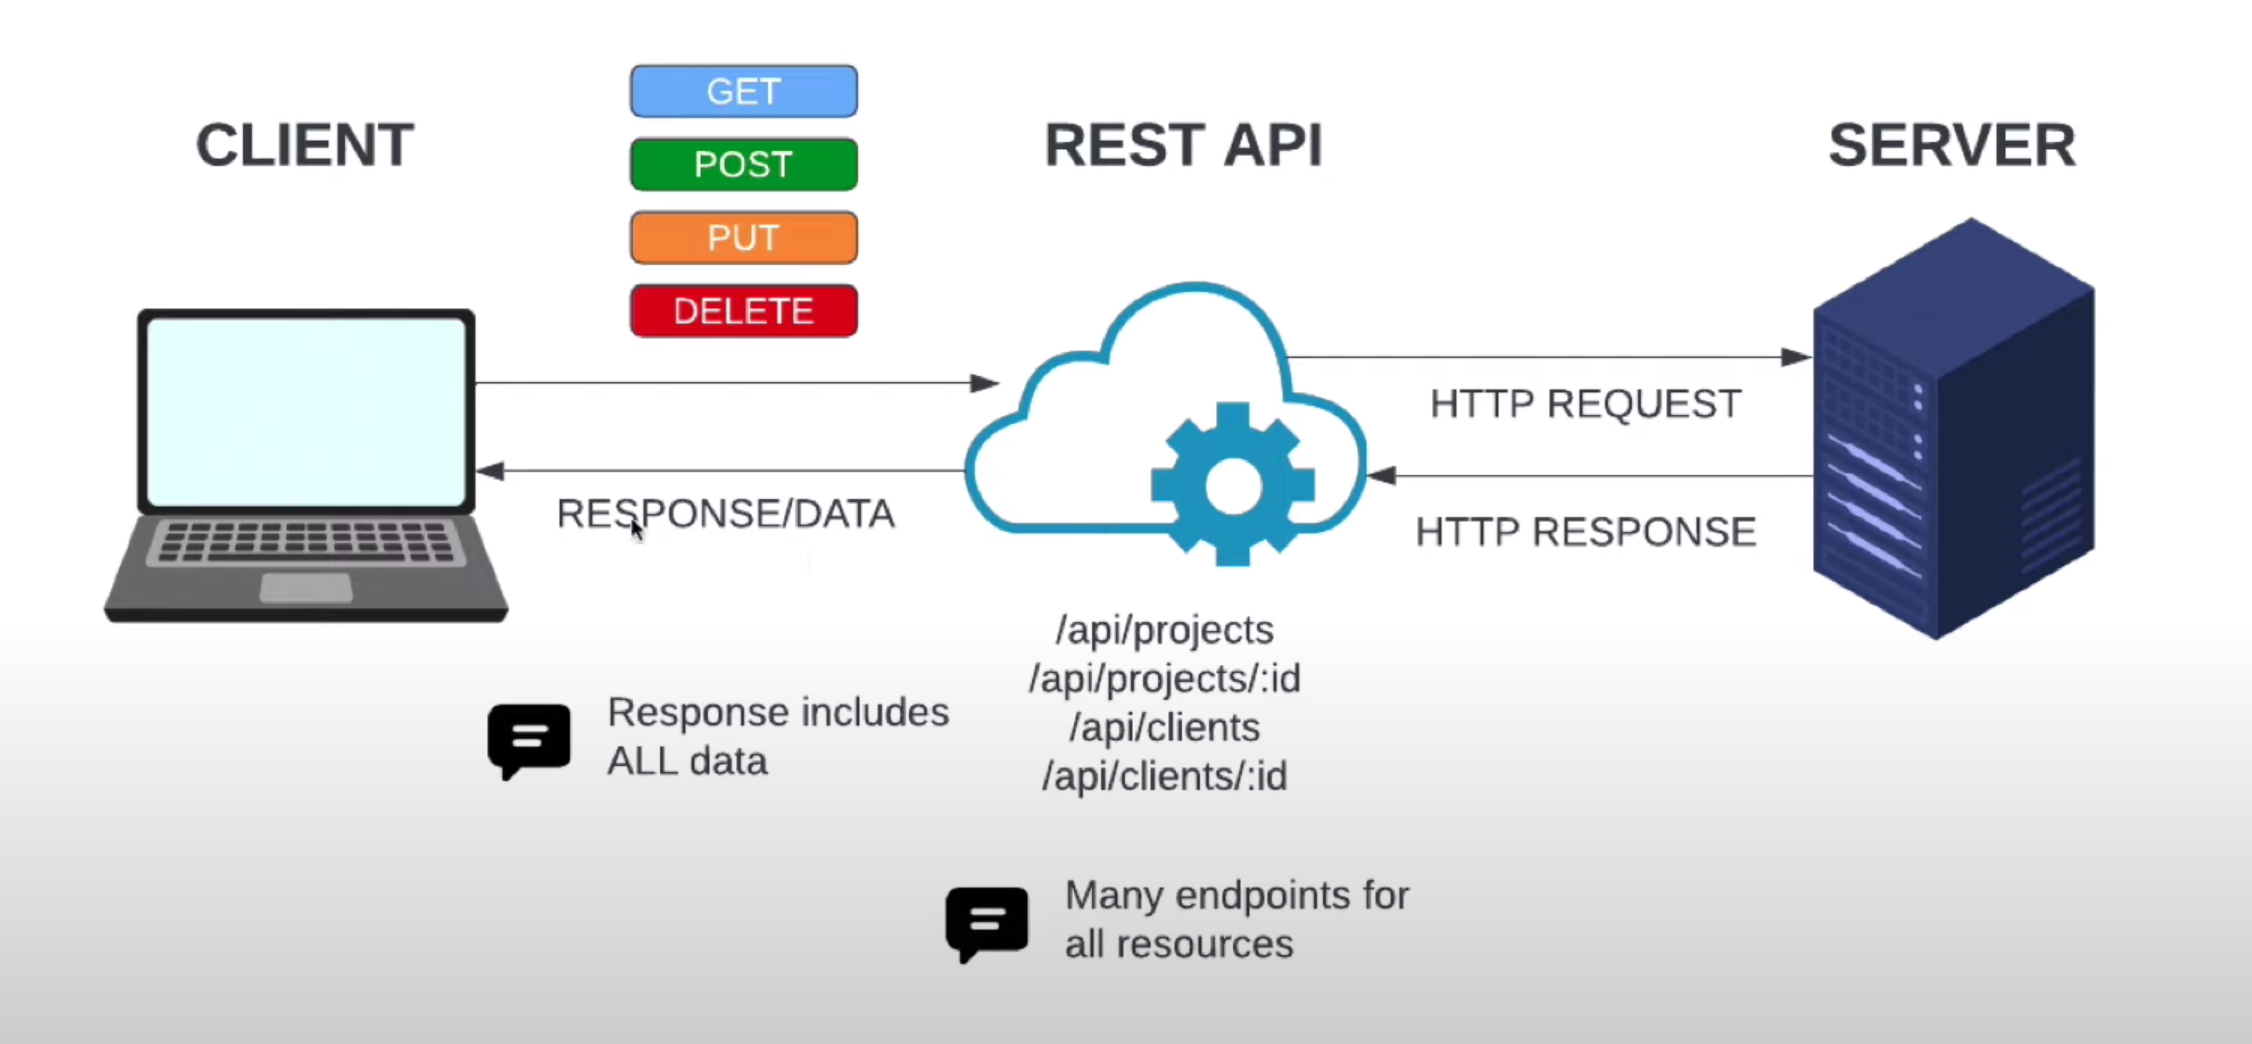 CLIENT
GET
POST
PUT
DELETE
REST API
SERVER
RESPONSE/DATA
HTTP REQUEST
HTTP RESPONSE
/api/projects
/api/projects/:id
/api/clients
/api/clients/:id
Response includes
ALL data
Many endpoints for
all resources